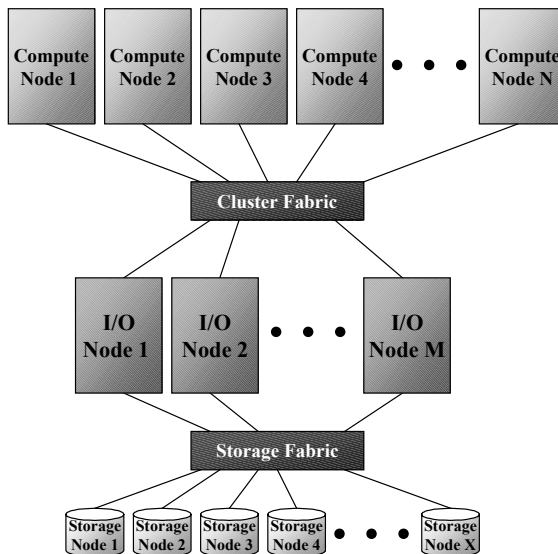 Compute
Node 1
Compute
Node 2
Compute
Node 3
Compute
Node 4
Compute
Node N
Cluster Fabric
I/O
Node 1
I/O
Node 2
I/O
Node M
Storage Fabric
Storage
Node 1
Storage
Node 2
Storage
Node 3
Storage
Node 4
Storage
Node X